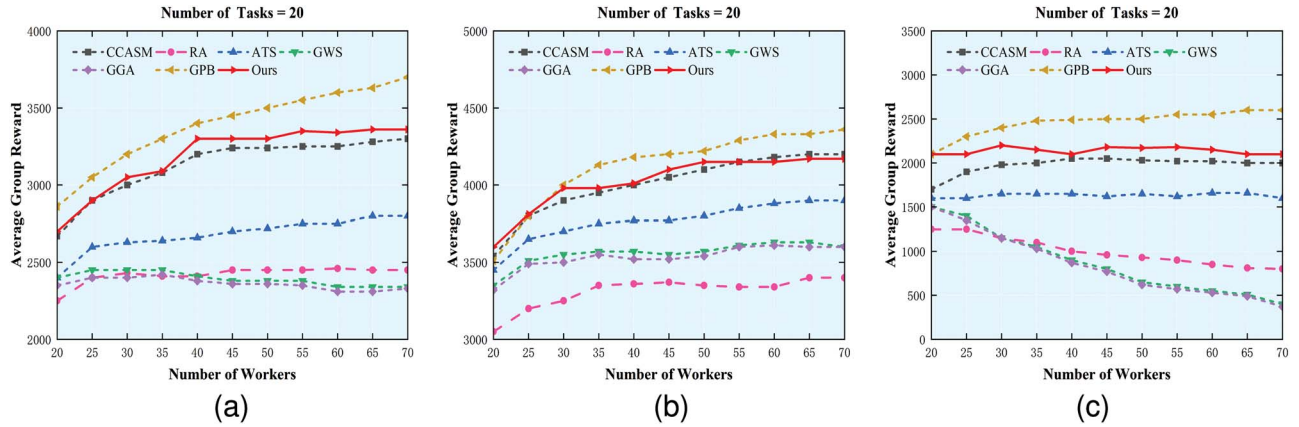 Number of Tasks = 20
4000
3500
3000
2500
2000
Average Group Reward
CCASM RA ATS GWS
GGA GPB Ours
20 25 30 35 40 45 50 55 60 65 70
Number of Workers
(a)
Number of Tasks = 20
5000
4500
4000
3500
3000
Average Group Reward
CCASM RA ATS GWS
GGA GPB Ours
20 25 30 35 40 45 50 55 60 65 70
Number of Workers
(b)
Number of Tasks = 20
3500
3000
2500
2000
1500
1000
500
0
Average Group Reward
CCASM RA ATS GWS
GGA GPB Ours
20 25 30 35 40 45 50 55 60 65 70
Number of Workers
(c)